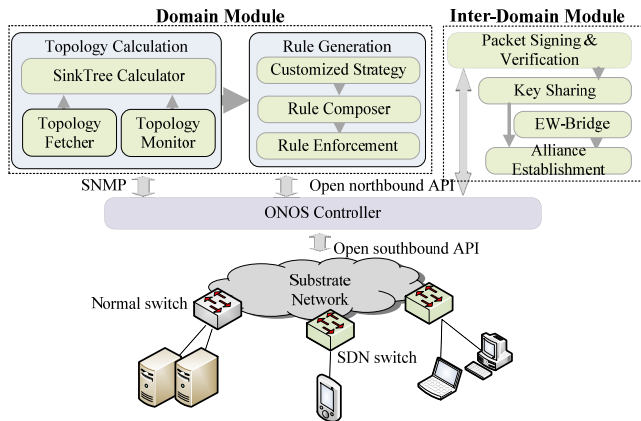 Domain Module
Inter-Domain Module
Topology Calculation
SinkTree Calculator
Topology
Fetcher
Topology
Monitor
Rule Generation
Customized Strategy
Rule Composer
Rule Enforcement
Packet Signing &
Verification
Key Sharing
EW-Bridge
Alliance
Establishment
SNMP
Open northbound API
ONOS Controller
Open southbound API
Substrate
Network
Normal switch
SDN switch